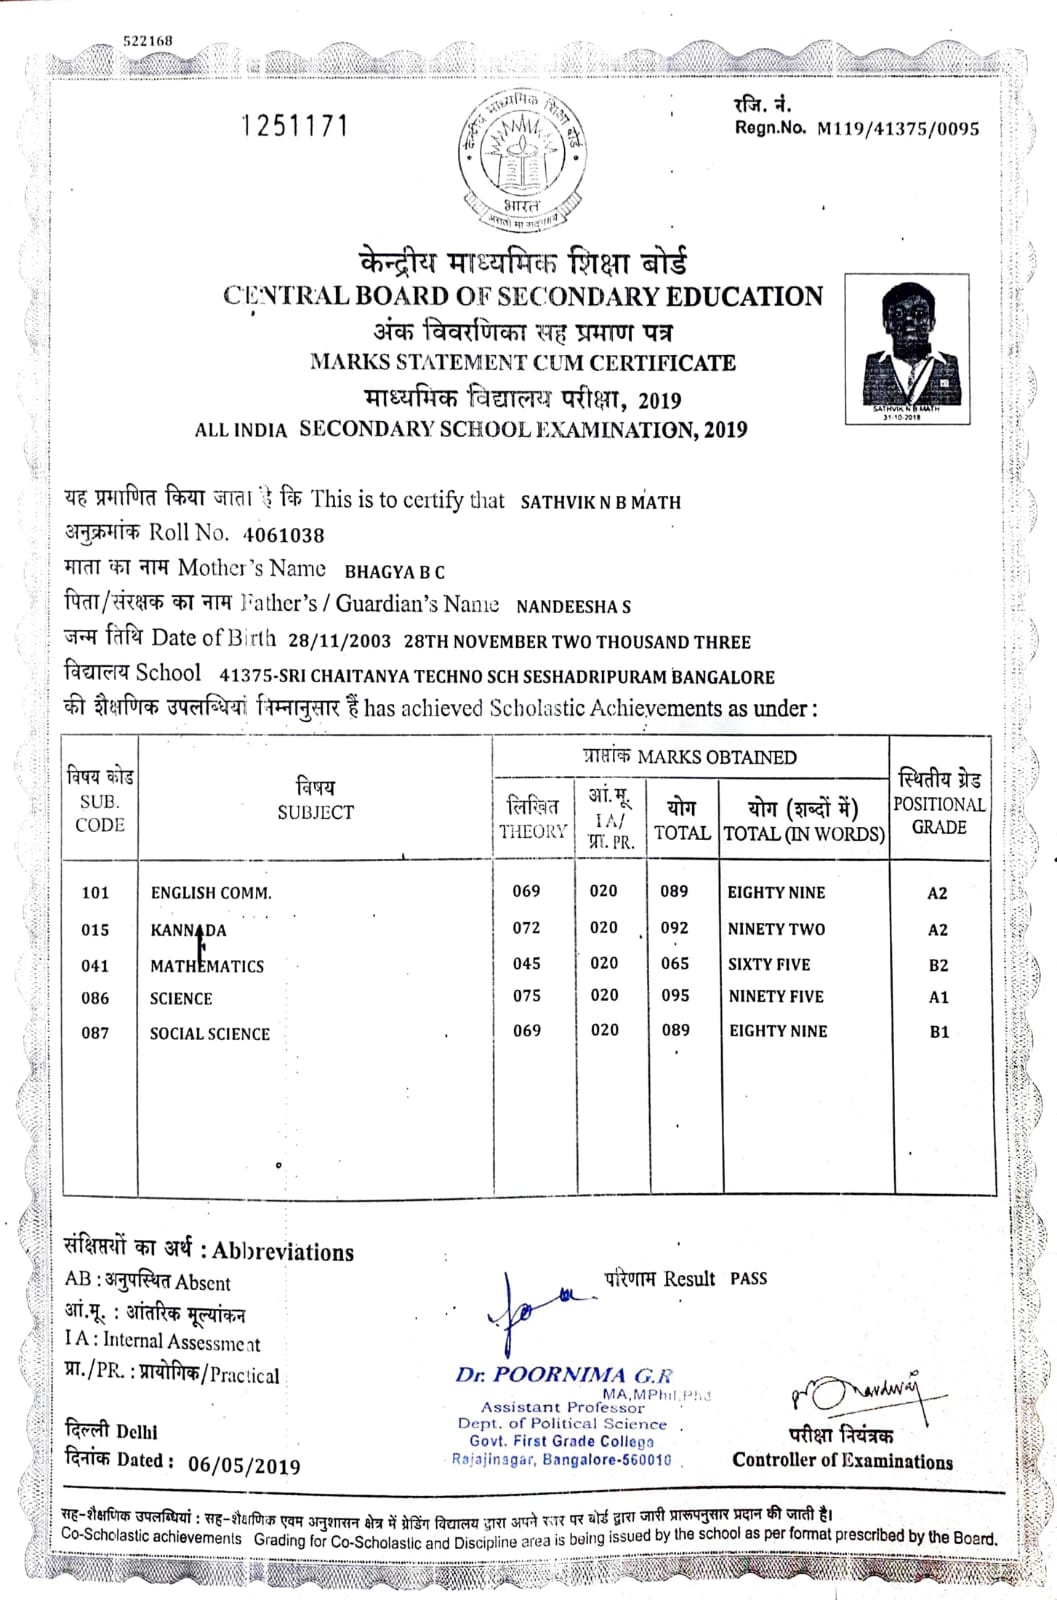 522168
1251171
रजि. नं.
Regn.No. M119/41375/0095
केन्द्रीय माध्यमिक शिक्षा बोर्ड
भारत
असतो मा सद्गमय
केन्द्रीय माध्यमिक शिक्षा बोर्ड
CENTRAL BOARD OF SECONDARY EDUCATION
अंक विवरणिका सह प्रमाण पत्र
MARKS STATEMENT CUM CERTIFICATE
माध्यमिक विद्यालय परीक्षा, 2019
ALL INDIA SECONDARY SCHOOL EXAMINATION, 2019
SATHVIK N B MATH
31-10-2018
यह प्रमाणित किया जाता है कि This is to certify that SATHVIK N B MATH
अनुक्रमांक Roll No. 4061038
माता का नाम Mother's Name BHAGYA B C
पिता/संरक्षक का नाम Father's / Guardian's Name NANDEESHA S
जन्म तिथि Date of Birth 28/11/2003 28TH NOVEMBER TWO THOUSAND THREE
विद्यालय School 41375-SRI CHAITANYA TECHNO SCH SESHADRIPURAM BANGALORE
की शैक्षणिक उपलब्धियां निम्नानुसार हैं has achieved Scholastic Achievements as under :
विषय कोड SUB. CODE
विषय SUBJECT
प्राप्तांक MARKS OBTAINED
लिखित THEORY
आं.मू. I A/ प्रा. PR.
योग TOTAL
योग (शब्दों में) TOTAL (IN WORDS)
स्थितीय ग्रेड POSITIONAL GRADE
101 ENGLISH COMM. 069 020 089 EIGHTY NINE A2
015 KANNADA 072 020 092 NINETY TWO A2
041 MATHEMATICS 045 020 065 SIXTY FIVE B2
086 SCIENCE 075 020 095 NINETY FIVE A1
087 SOCIAL SCIENCE 069 020 089 EIGHTY NINE B1
संक्षिप्तियों का अर्थ : Abbreviations
AB : अनुपस्थित Absent
आं.मू. : आंतरिक मूल्यांकन
I A : Internal Assessment
प्रा./PR. : प्रायोगिक/Practical
परिणाम Result PASS
Dr. POORNIMA G.R
MA,MPhil,Phd
Assistant Professor
Dept. of Political Science
Govt. First Grade College
Rajajinagar, Bangalore-560010
दिल्ली Delhi
दिनांक Dated : 06/05/2019
परीक्षा नियंत्रक
Controller of Examinations
सह-शैक्षणिक उपलब्धियां : सह-शैक्षणिक एवम अनुशासन क्षेत्र में ग्रेडिंग विद्यालय द्वारा अपने स्तर पर बोर्ड द्वारा जारी प्रारूपनुसार प्रदान की जाती है।
Co-Scholastic achievements Grading for Co-Scholastic and Discipline area is being issued by the school as per format prescribed by the Board.